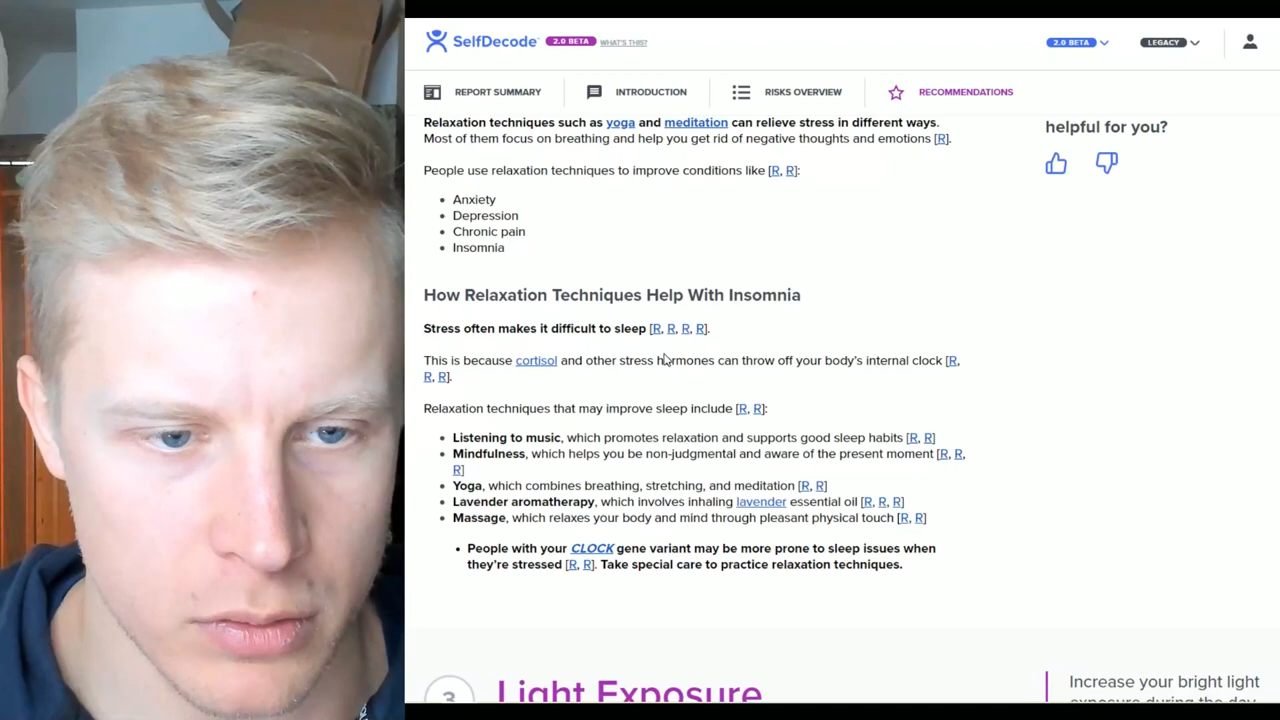 SelfDecode 2.0 BETA WHAT'S THIS? 2.0 BETA LEGACY
REPORT SUMMARY INTRODUCTION RISKS OVERVIEW RECOMMENDATIONS
Relaxation techniques such as yoga and meditation can relieve stress in different ways.
Most of them focus on breathing and help you get rid of negative thoughts and emotions [R].
helpful for you?
People use relaxation techniques to improve conditions like [R, R]:
• Anxiety
• Depression
• Chronic pain
• Insomnia
How Relaxation Techniques Help With Insomnia
Stress often makes it difficult to sleep [R, R, R, R].
This is because cortisol and other stress hormones can throw off your body's internal clock [R,
R, R].
Relaxation techniques that may improve sleep include [R, R]:
• Listening to music, which promotes relaxation and supports good sleep habits [R, R]
• Mindfulness, which helps you be non-judgmental and aware of the present moment [R, R,
R]
• Yoga, which combines breathing, stretching, and meditation [R, R]
• Lavender aromatherapy, which involves inhaling lavender essential oil [R, R, R]
• Massage, which relaxes your body and mind through pleasant physical touch [R, R]
• People with your CLOCK gene variant may be more prone to sleep issues when
they're stressed [R, R]. Take special care to practice relaxation techniques.
3 Light Exposure
Increase your bright light
exposure during the day